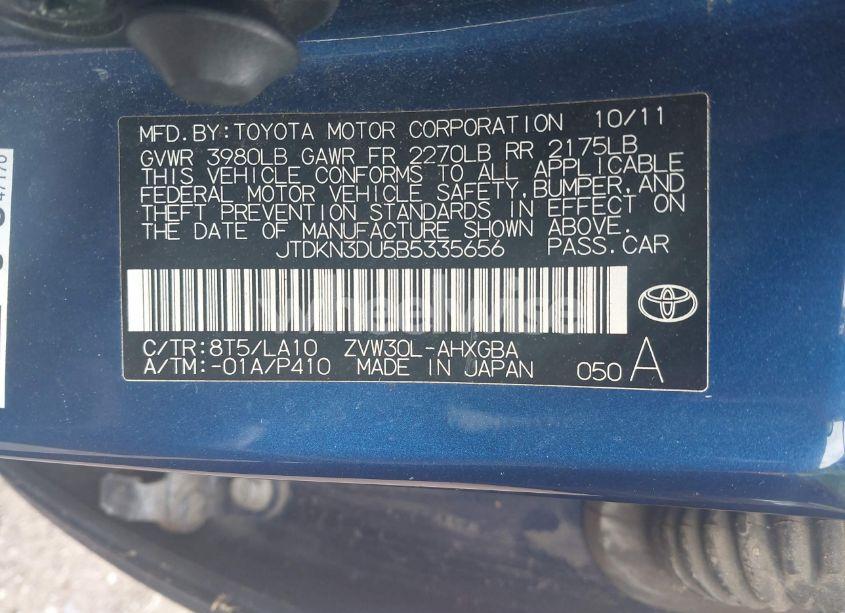 MFD.BY:TOYOTA MOTOR CORPORATION 10/11
GVWR 3980LB GAWR FR 2270LB RR 2175LB
THIS VEHICLE CONFORMS TO ALL APPLICABLE
FEDERAL MOTOR VEHICLE SAFETY,BUMPER,AND
THEFT PREVENTION STANDARDS IN EFFECT ON
THE DATE OF MANUFACTURE SHOWN ABOVE.
JTDKN3DU5B5335656 PASS.CAR
wheelwise
C/TR:8T5/LA10 ZVW30L-AHXGBA
A/TM:-01A/P410 MADE IN JAPAN 050 A